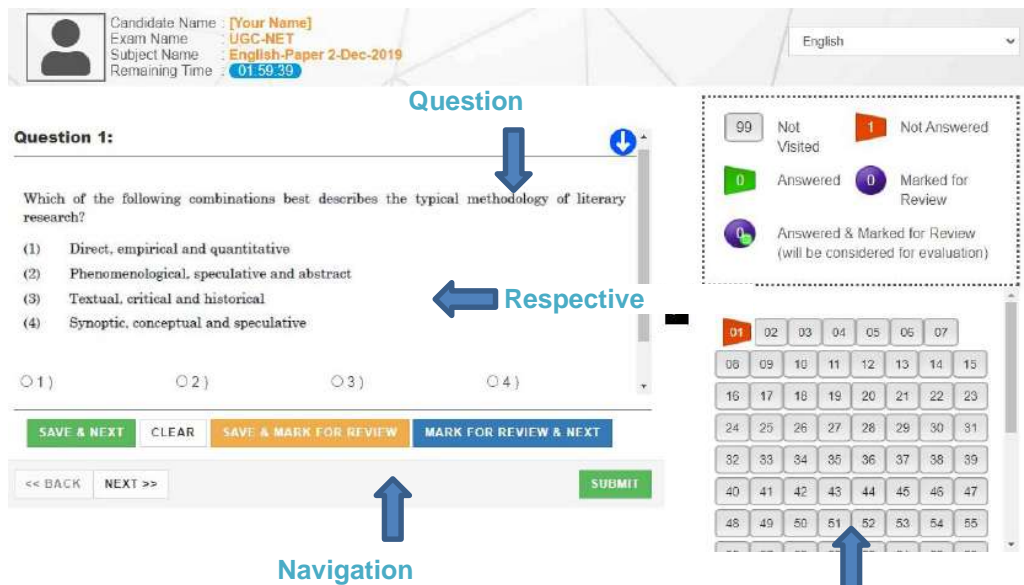 Candidate Name : [Your Name]
Exam Name : UGC-NET
Subject Name : English-Paper 2-Dec-2019
Remaining Time : 01:59:39
English
Question
Question 1:
Which of the following combinations best describes the typical methodology of literary
research?
(1) Direct, empirical and quantitative
(2) Phenomenological, speculative and abstract
(3) Textual, critical and historical
(4) Synoptic, conceptual and speculative
Respective
1 ) 2 ) 3 ) 4 )
SAVE & NEXT CLEAR SAVE & MARK FOR REVIEW MARK FOR REVIEW & NEXT
<< BACK NEXT >> SUBMIT
Navigation
99 Not
Visited
1 Not Answered
0 Answered
0 Marked for
Review
0 Answered & Marked for Review
(will be considered for evaluation)
01 02 03 04 05 06 07
08 09 10 11 12 13 14 15
16 17 18 19 20 21 22 23
24 25 26 27 28 29 30 31
32 33 34 35 36 37 38 39
40 41 42 43 44 45 46 47
48 49 50 51 52 53 54 55